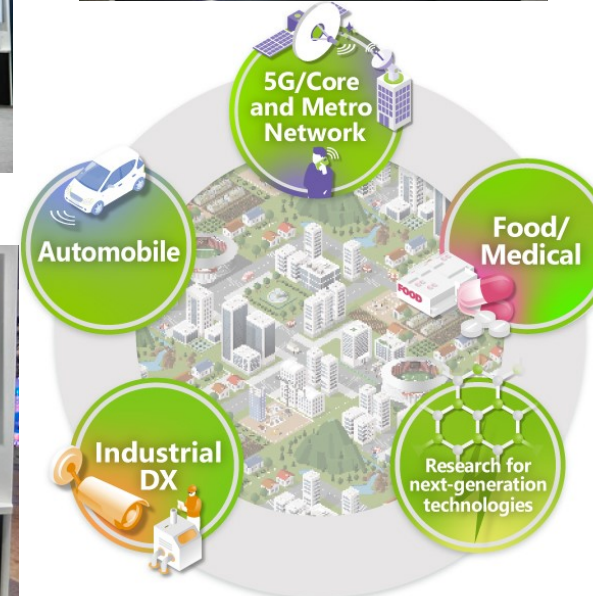 5G/Core
and Metro
Network
Automobile
Food/
Medical
FOOD
Industrial
DX
Research for
next-generation
technologies